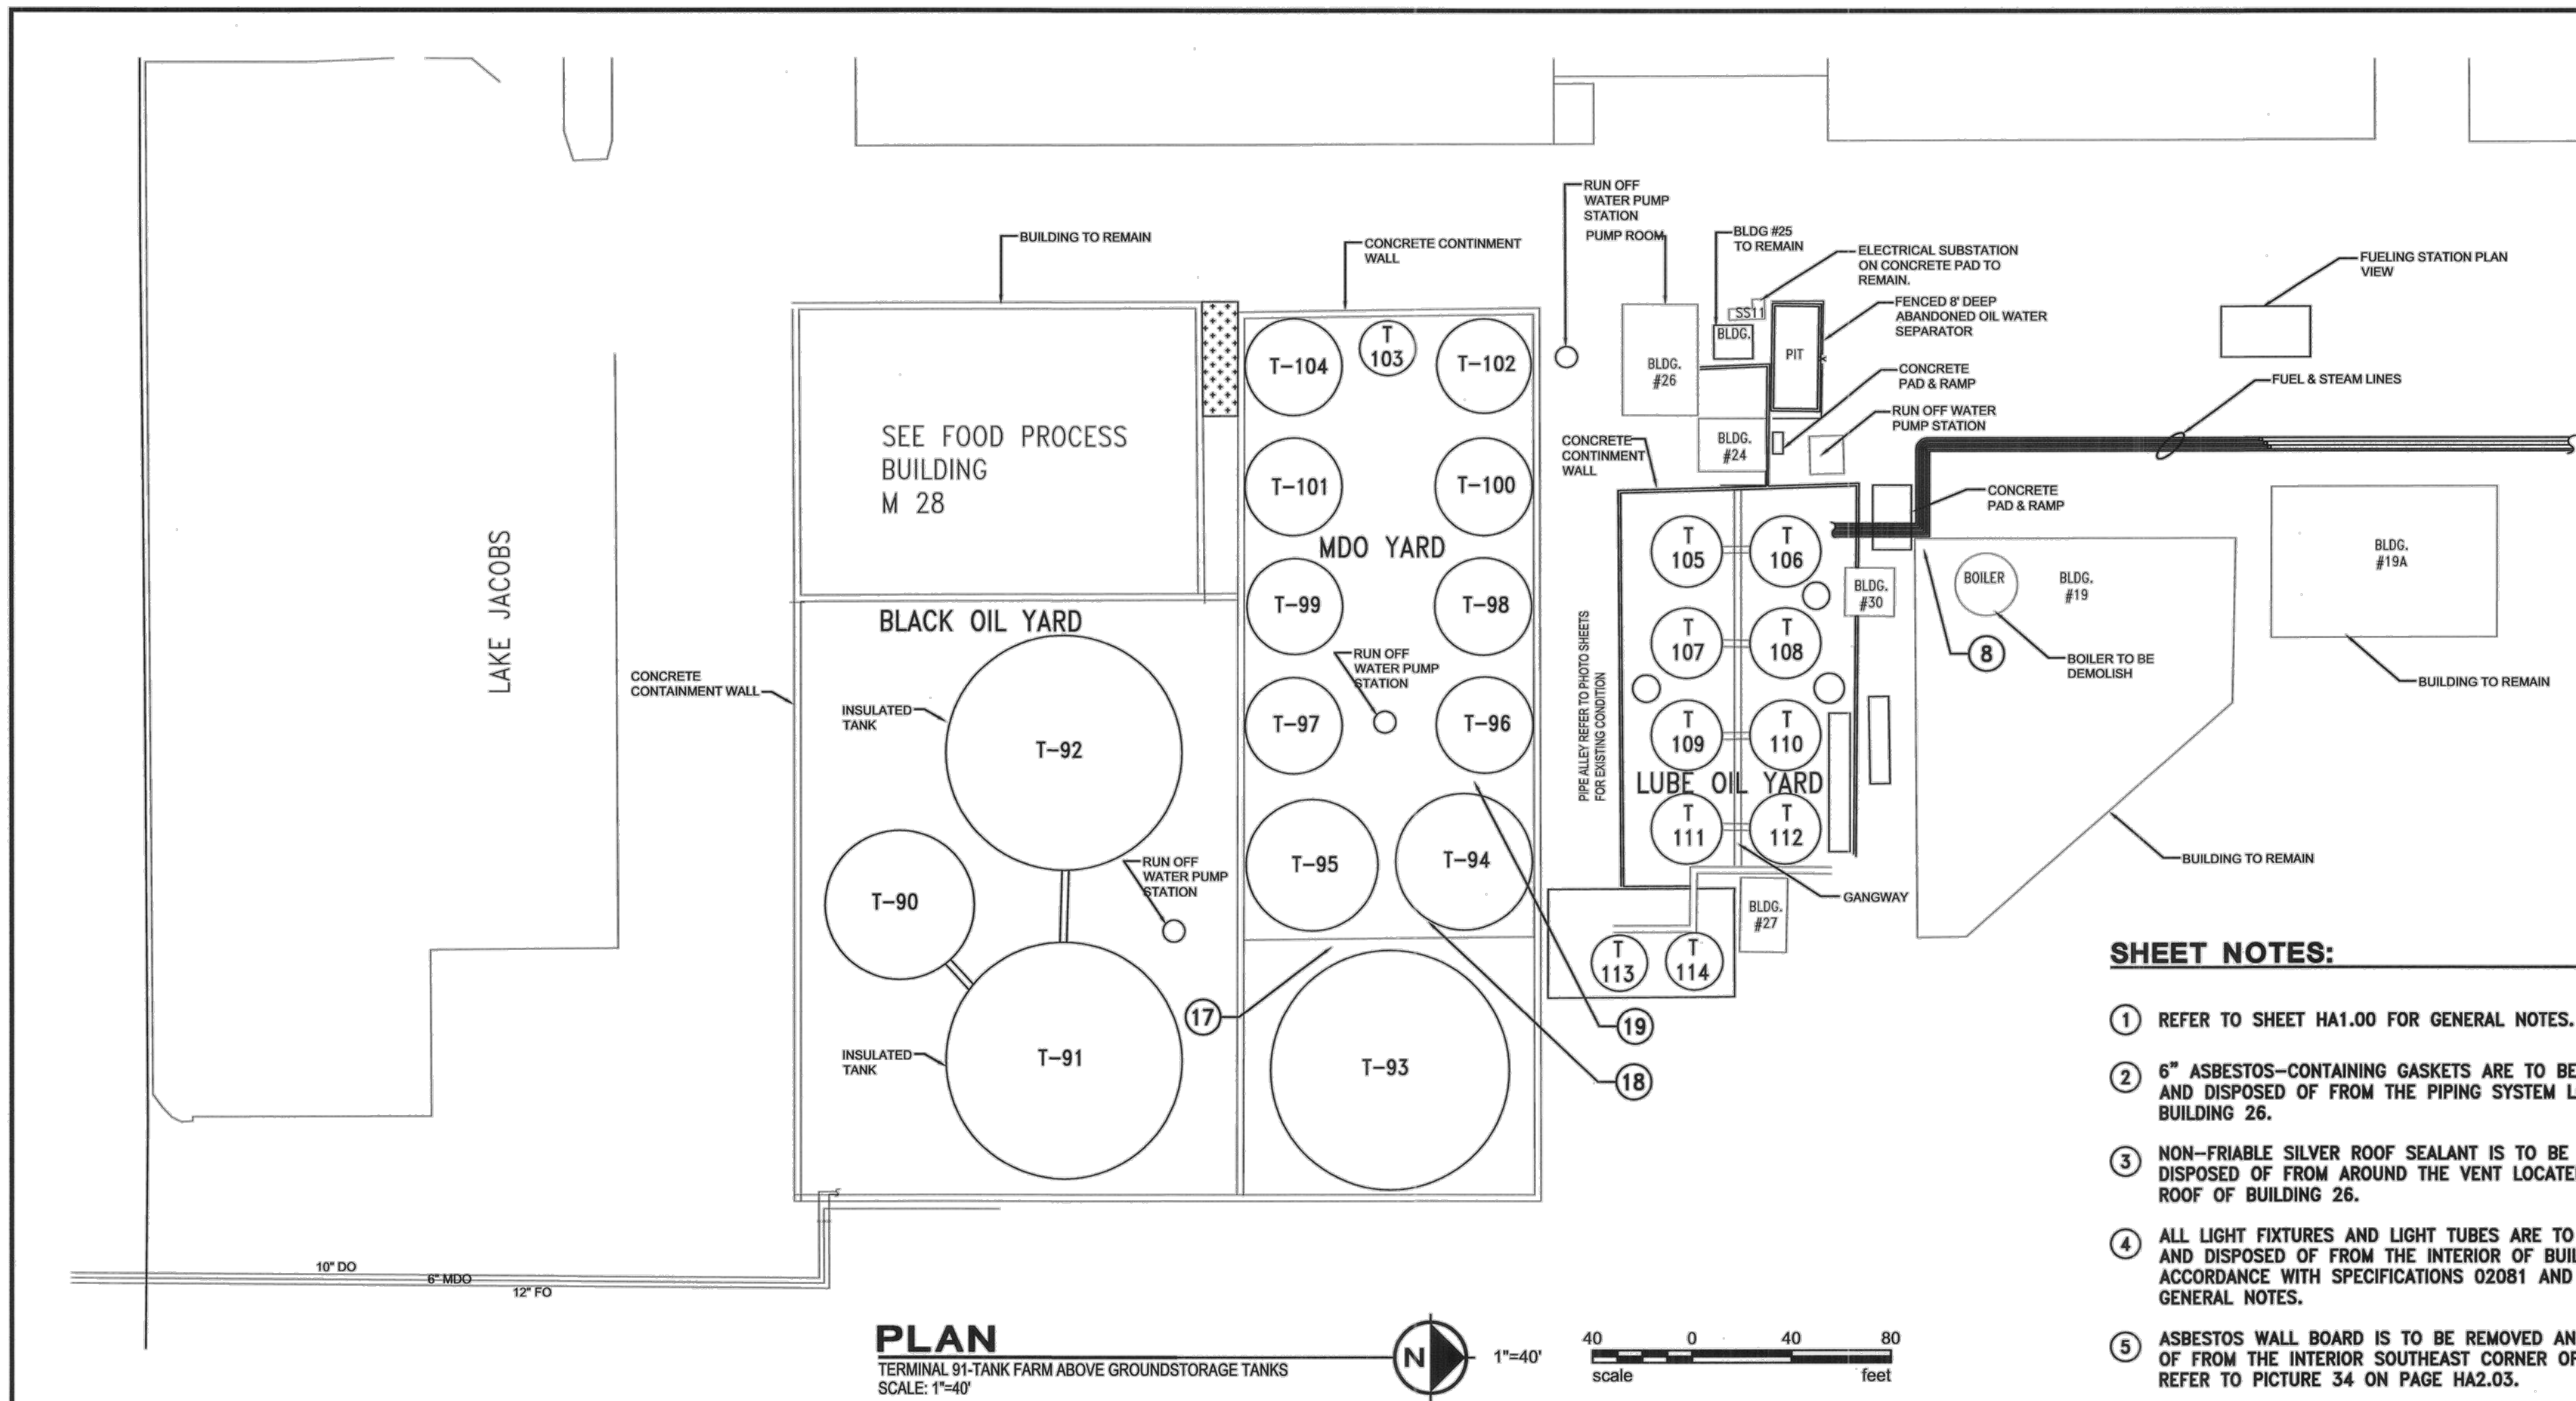 RUN OFF
WATER PUMP
STATION
PUMP ROOM
BLDG #25
TO REMAIN
BUILDING TO REMAIN
CONCRETE CONTINMENT
WALL
ELECTRICAL SUBSTATION
ON CONCRETE PAD TO
REMAIN.
FUELING STATION PLAN
VIEW
FENCED 8' DEEP
ABANDONED OIL WATER
SEPARATOR
SS11
BLDG.
PIT
T-104
T
103
T-102
BLDG.
#26
CONCRETE
PAD & RAMP
FUEL & STEAM LINES
RUN OFF WATER
PUMP STATION
SEE FOOD PROCESS
BUILDING
M 28
CONCRETE
CONTINMENT
WALL
BLDG.
#24
T-101
T-100
CONCRETE
PAD & RAMP
MDO YARD
T
105
T
106
BLDG.
#19A
LAKE JACOBS
T-99
T-98
BLDG.
#30
BOILER
BLDG.
#19
BLACK OIL YARD
PIPE ALLEY REFER TO PHOTO SHEETS
FOR EXISTING CONDITION
T
107
T
108
8
BOILER TO BE
DEMOLISH
BUILDING TO REMAIN
CONCRETE
CONTAINMENT WALL
RUN OFF
WATER PUMP
STATION
INSULATED
TANK
T-92
T-97
T-96
T
109
T
110
LUBE OIL YARD
T
111
T
112
BUILDING TO REMAIN
RUN OFF
WATER PUMP
STATION
T-95
T-94
T-90
GANGWAY
BLDG.
#27
T
113
T
114
17
19
18
INSULATED
TANK
T-91
T-93
10" DO
6" MDO
12" FO
PLAN
TERMINAL 91-TANK FARM ABOVE GROUNDSTORAGE TANKS
SCALE: 1"=40'
N
1"=40'
40 0 40 80
scale feet
SHEET NOTES:
1 REFER TO SHEET HA1.00 FOR GENERAL NOTES.
2 6" ASBESTOS-CONTAINING GASKETS ARE TO BE
AND DISPOSED OF FROM THE PIPING SYSTEM
BUILDING 26.
3 NON-FRIABLE SILVER ROOF SEALANT IS TO BE
DISPOSED OF FROM AROUND THE VENT
ROOF OF BUILDING 26.
4 ALL LIGHT FIXTURES AND LIGHT TUBES ARE TO
AND DISPOSED OF FROM THE INTERIOR OF
ACCORDANCE WITH SPECIFICATIONS 02081 AND
GENERAL NOTES.
5 ASBESTOS WALL BOARD IS TO BE REMOVED
OF FROM THE INTERIOR SOUTHEAST CORNER
REFER TO PICTURE 34 ON PAGE HA2.03.